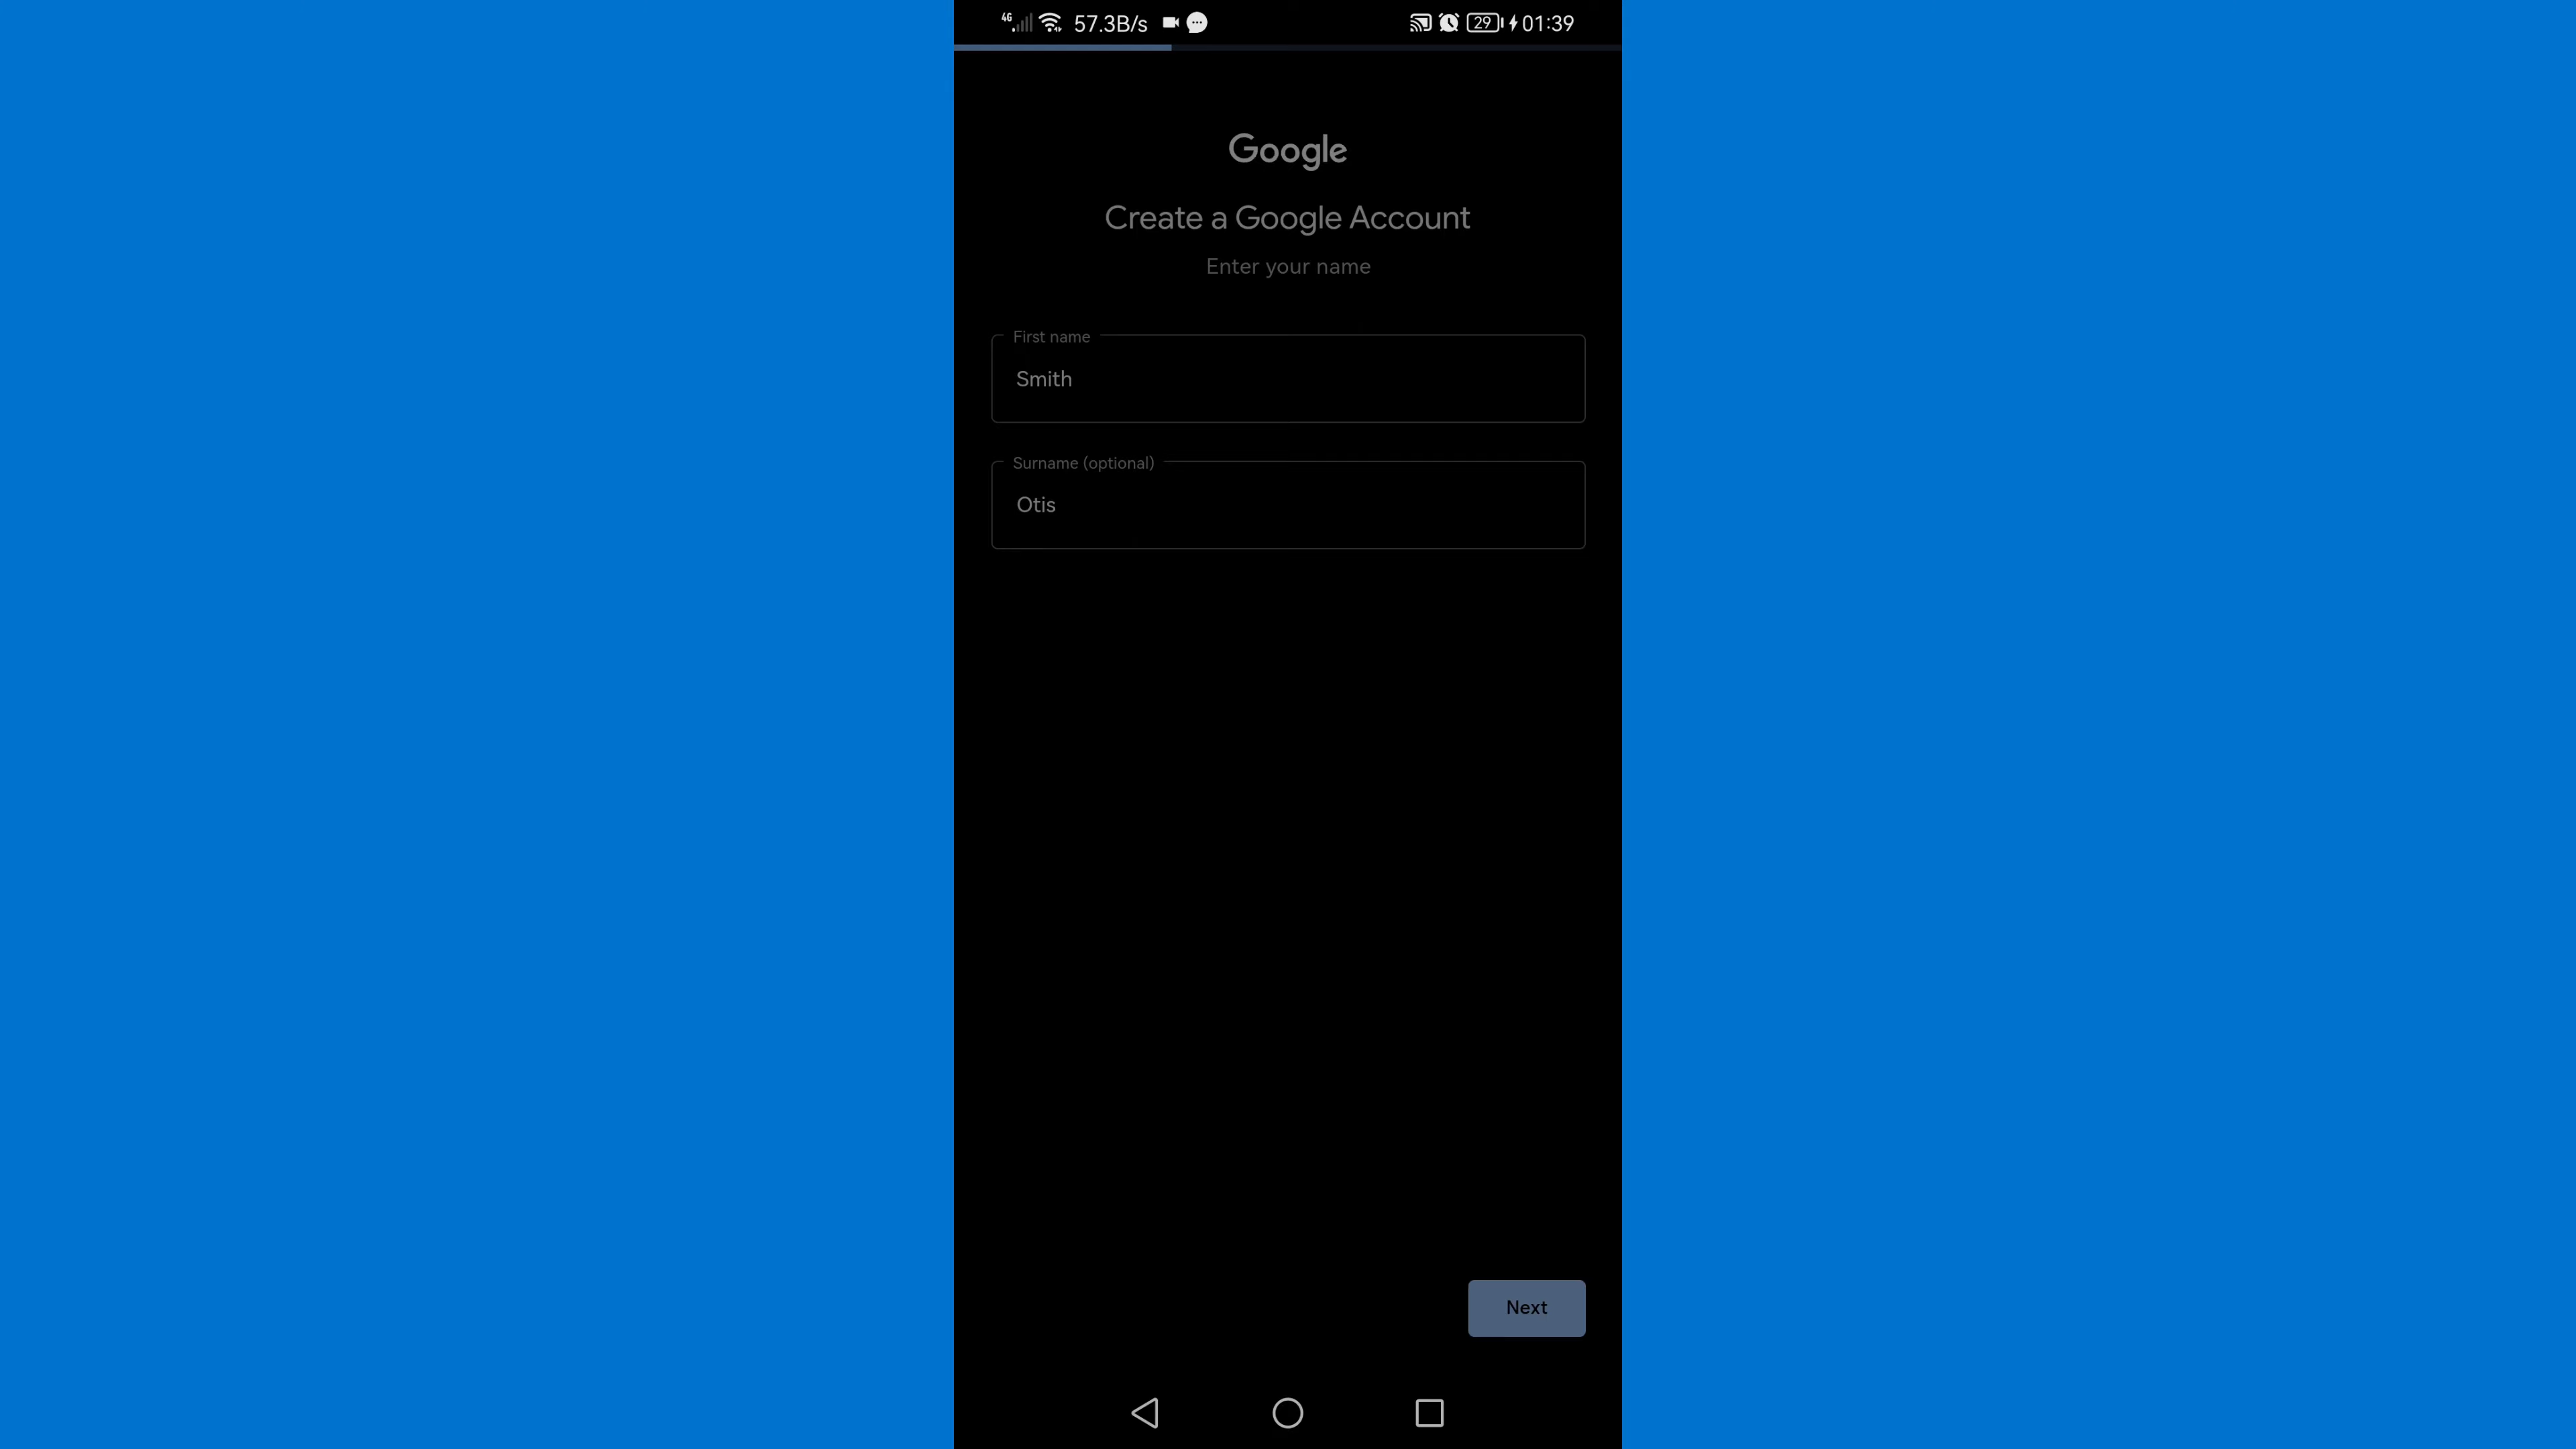 4G 57.3B/s 29 01:39
Google
Create a Google Account
Enter your name
First name
Smith
Surname (optional)
Otis
Next